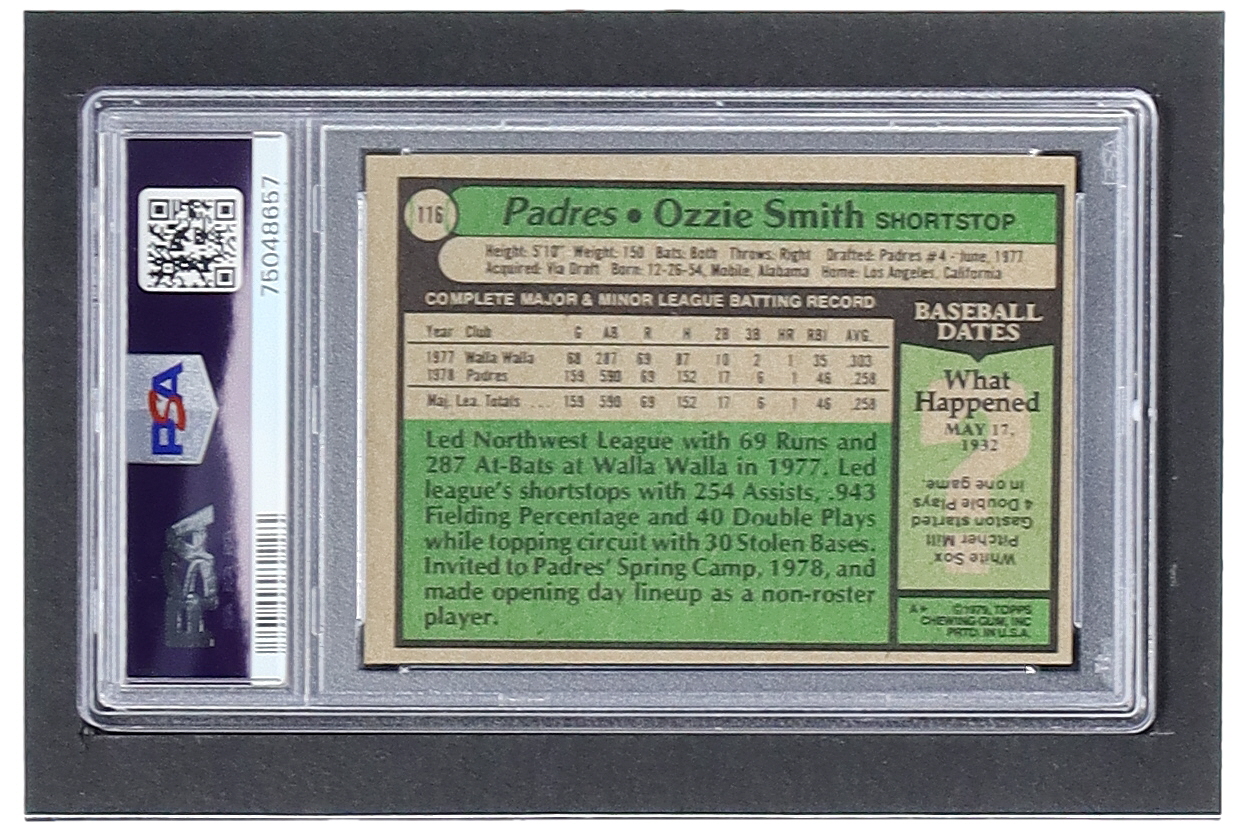 75048657
PSA
116
Padres • Ozzie Smith SHORTSTOP
Height: 5'10" Weight: 150 Bats: Both Throws: Right Drafted: Padres #4 - June, 1977
Acquired: Via Draft Born: 12-26-54, Mobile, Alabama Home: Los Angeles, California
COMPLETE MAJOR & MINOR LEAGUE BATTING RECORD
Year Club G AB R H 2B 3B HR RBI AVG.
1977 Walla Walla 68 287 69 87 10 2 1 35 .303
1978 Padres 159 590 69 152 17 6 1 46 .258
Maj. Lea. Totals ... 159 590 69 152 17 6 1 46 .258
Led Northwest League with 69 Runs and
287 At-Bats at Walla Walla in 1977. Led
league's shortstops with 254 Assists, .943
Fielding Percentage and 40 Double Plays
while topping circuit with 30 Stolen Bases.
Invited to Padres' Spring Camp, 1978, and
made opening day lineup as a non-roster
player.
BASEBALL
DATES
What
Happened
MAY 17,
1932
?
White Sox
Pitcher Milt
Gaston started
4 Double Plays
in one game.
A* ©1979, TOPPS
CHEWING GUM, INC
PRTD. IN U.S.A.